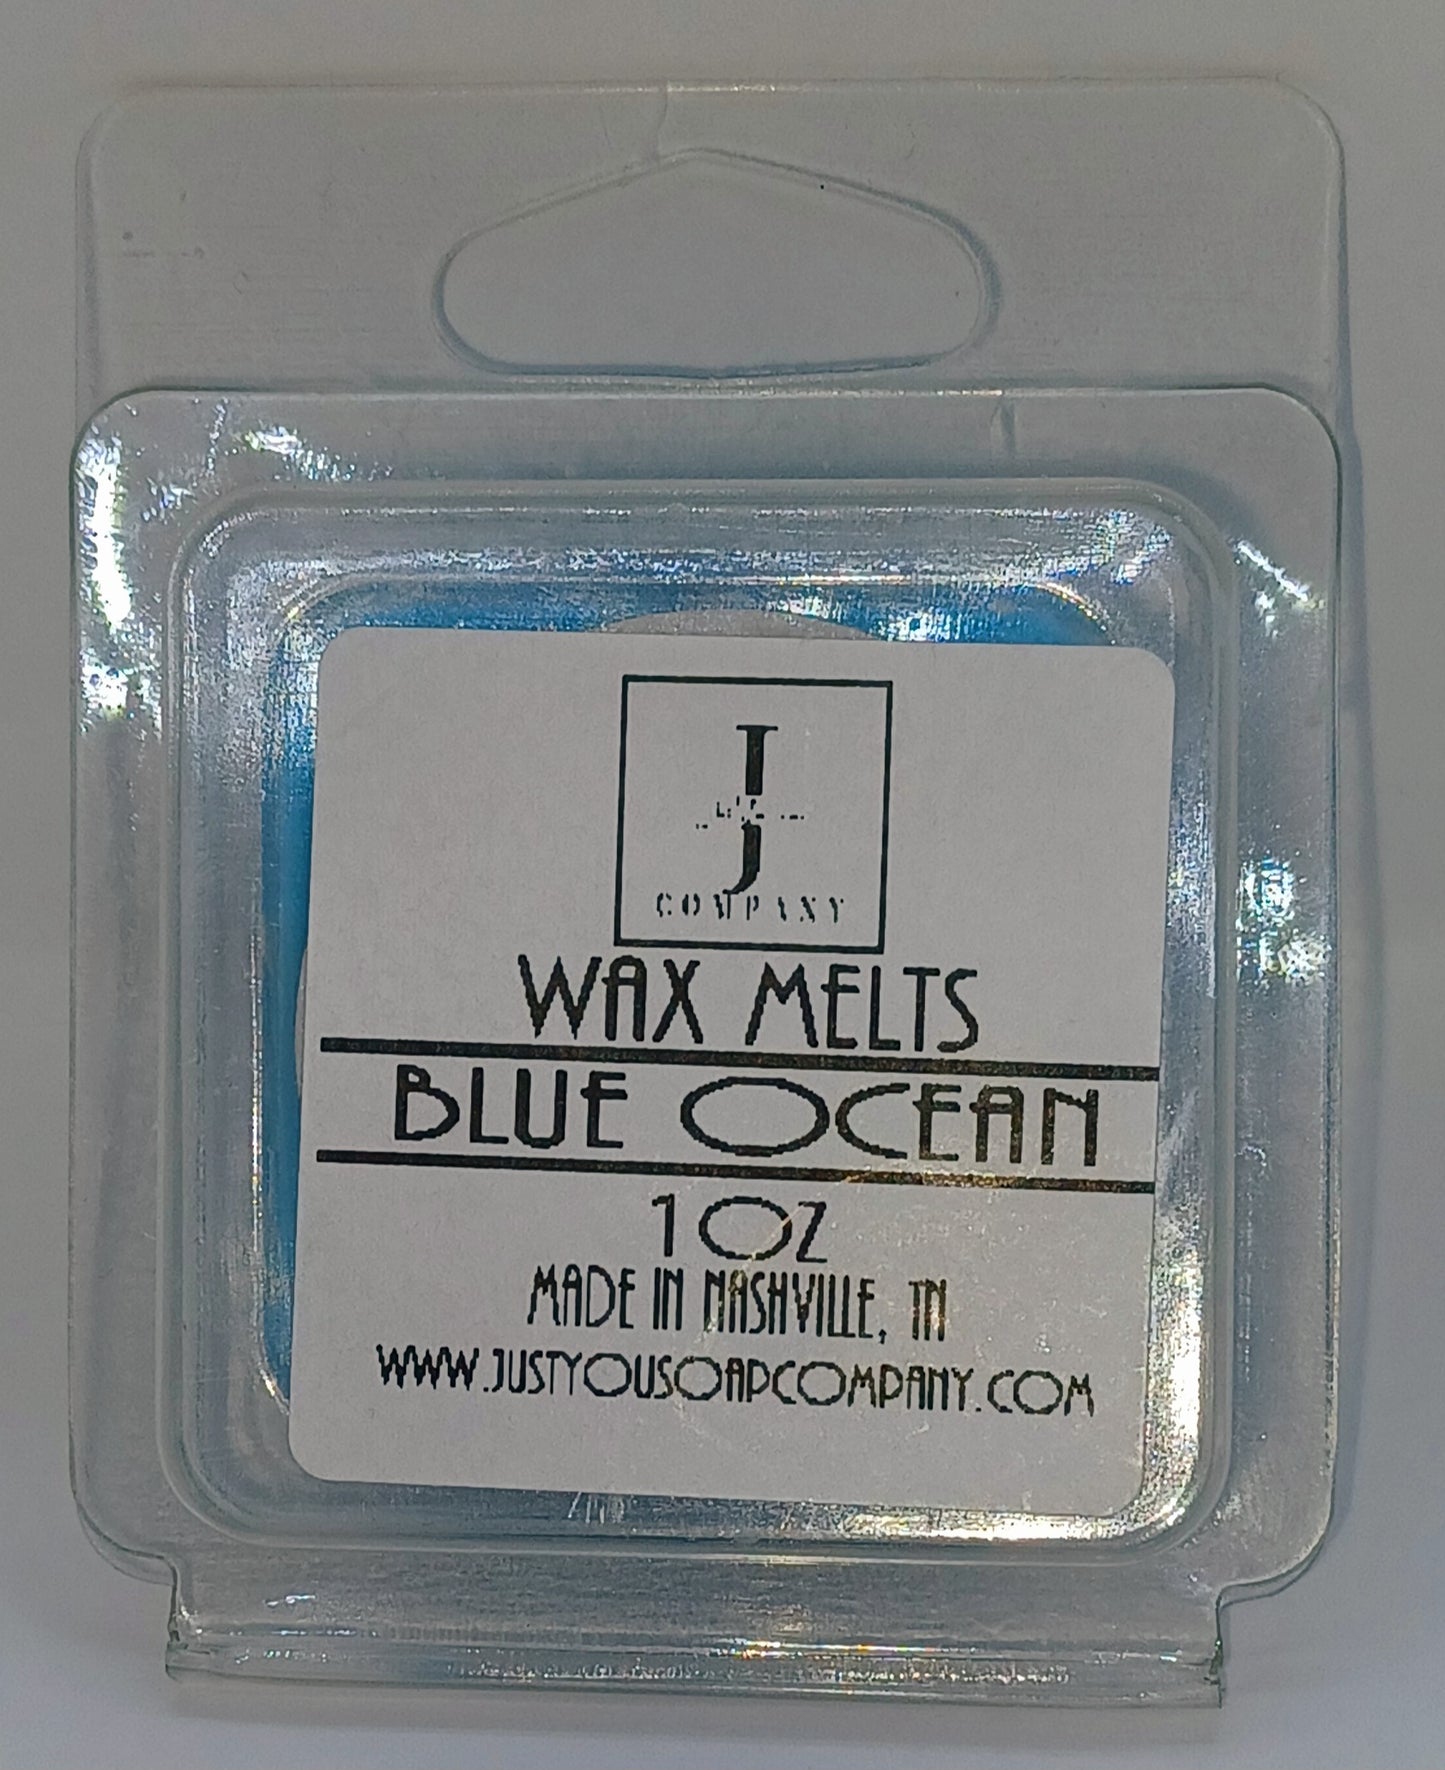 J
COMPANY
WAX MELTS
BLUE OCEAN
1 OZ
MADE IN NASHVILLE, TN
WWW.JUSTYOUSOAPCOMPANY.COM